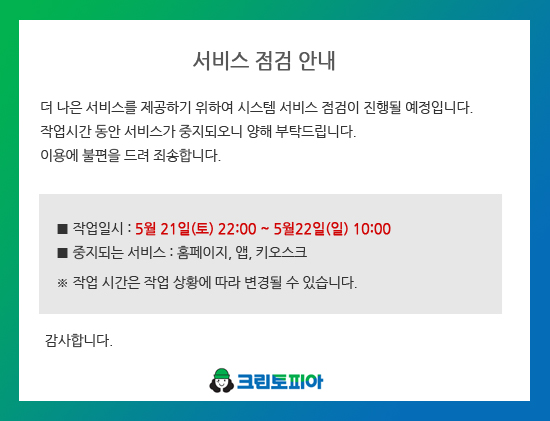 서비스 점검 안내
더 나은 서비스를 제공하기 위하여 시스템 서비스 점검이 진행될 예정입니다.
작업시간 동안 서비스가 중지되오니 양해 부탁드립니다.
이용에 불편을 드려 죄송합니다.
■ 작업일시 : 5월 21일(토) 22:00 ~ 5월22일(일) 10:00
■ 중지되는 서비스 : 홈페이지, 앱, 키오스크
※ 작업 시간은 작업 상황에 따라 변경될 수 있습니다.
감사합니다.
크린토피아